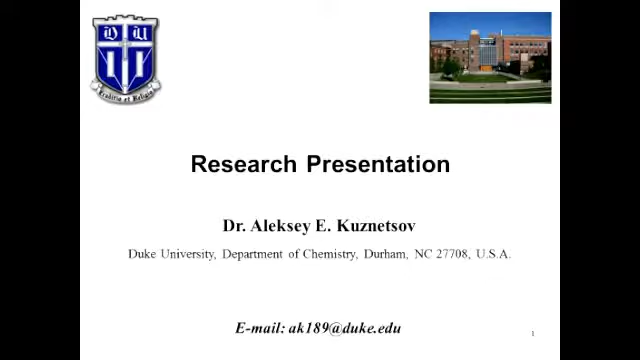 D U
Research Presentation
Dr. Aleksey E. Kuznetsov
Duke University, Department of Chemistry, Durham, NC 27708, U.S.A.
E-mail: ak189@duke.edu
1